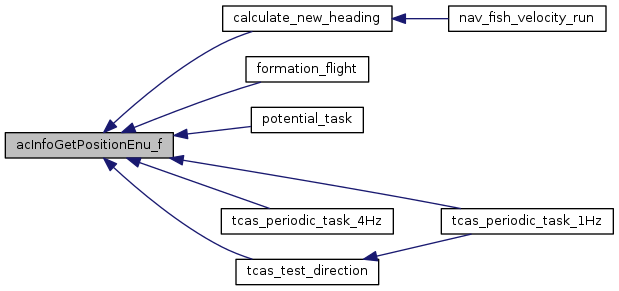 calculate_new_heading
nav_fish_velocity_run
formation_flight
potential_task
acInfoGetPositionEnu_f
tcas_periodic_task_4Hz
tcas_periodic_task_1Hz
tcas_test_direction